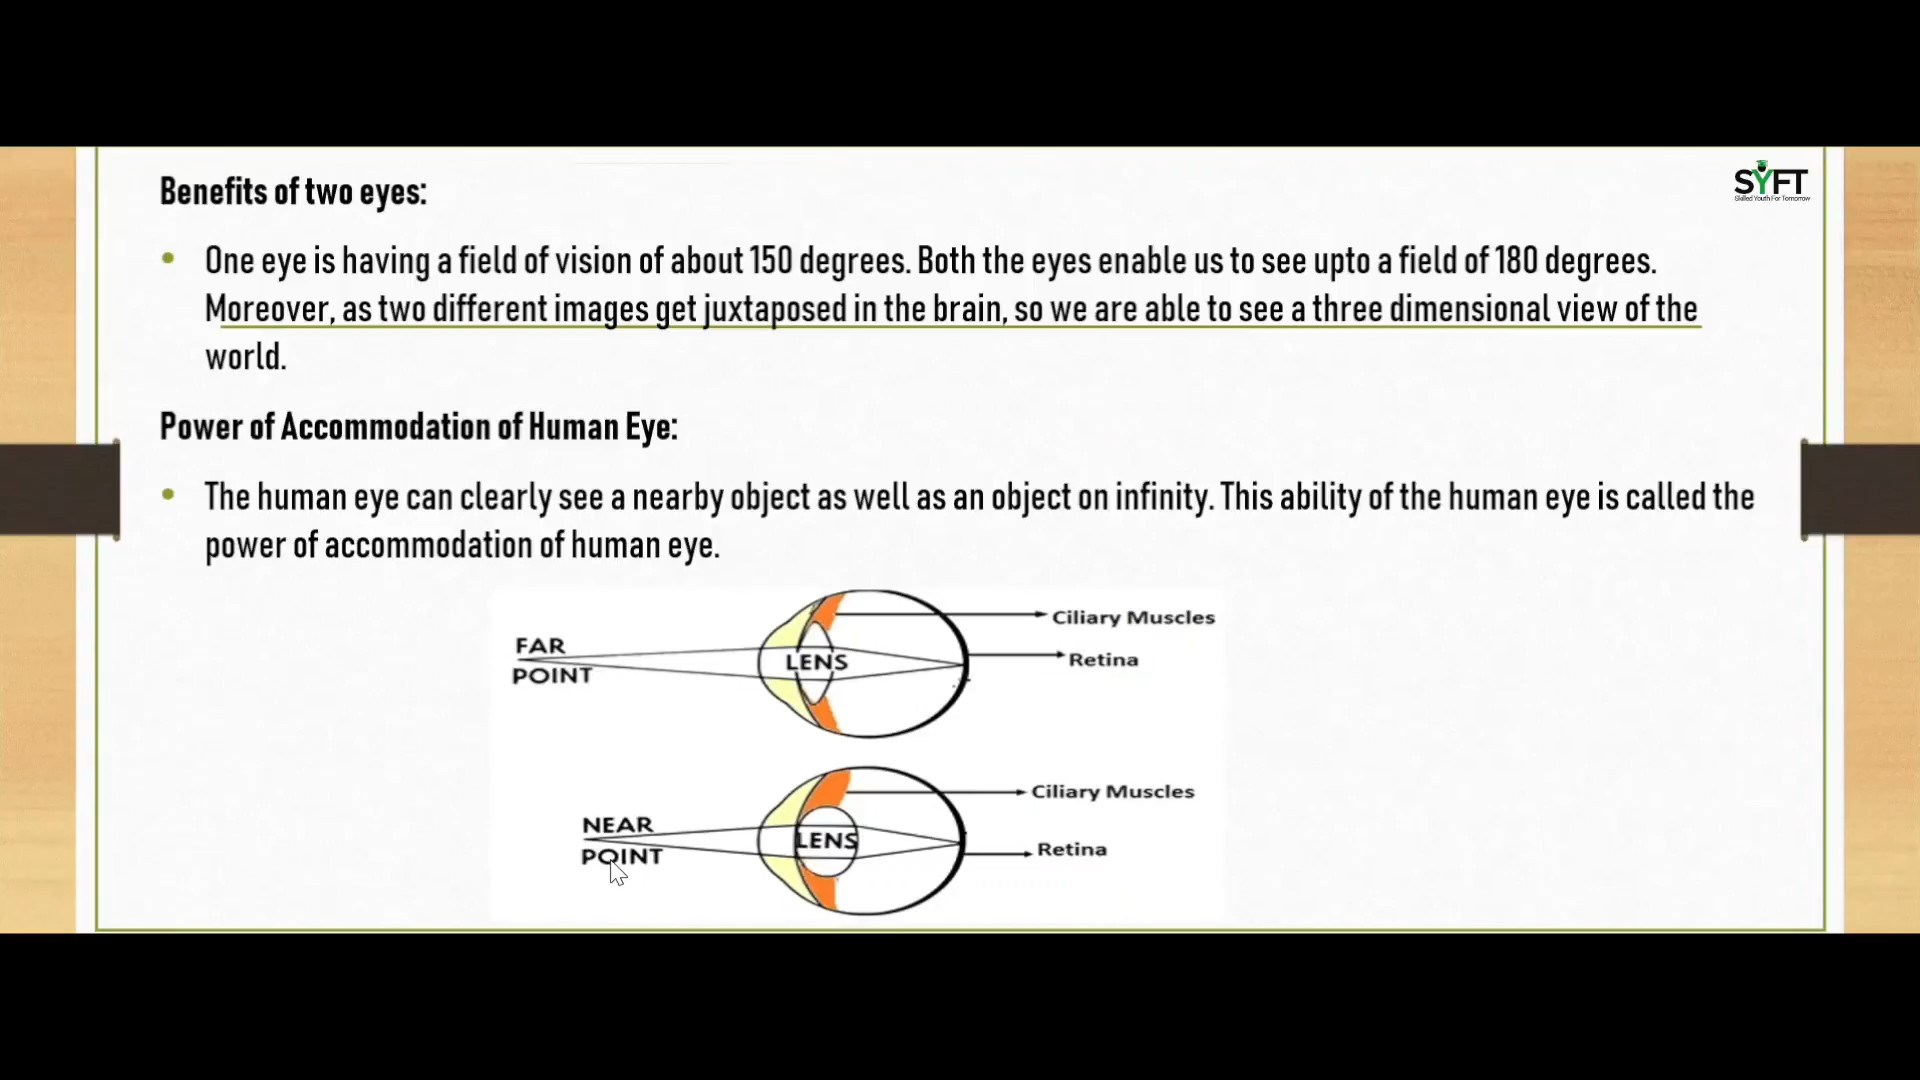 SYFT
Skilled Youth For Tomorrow
Benefits of two eyes:
• One eye is having a field of vision of about 150 degrees. Both the eyes enable us to see upto a field of 180 degrees.
Moreover, as two different images get juxtaposed in the brain, so we are able to see a three dimensional view of the
world.
Power of Accommodation of Human Eye:
• The human eye can clearly see a nearby object as well as an object on infinity. This ability of the human eye is called the
power of accommodation of human eye.
Ciliary Muscles
FAR
LENS
Retina
POINT
Ciliary Muscles
NEAR
LENS
Retina
POINT